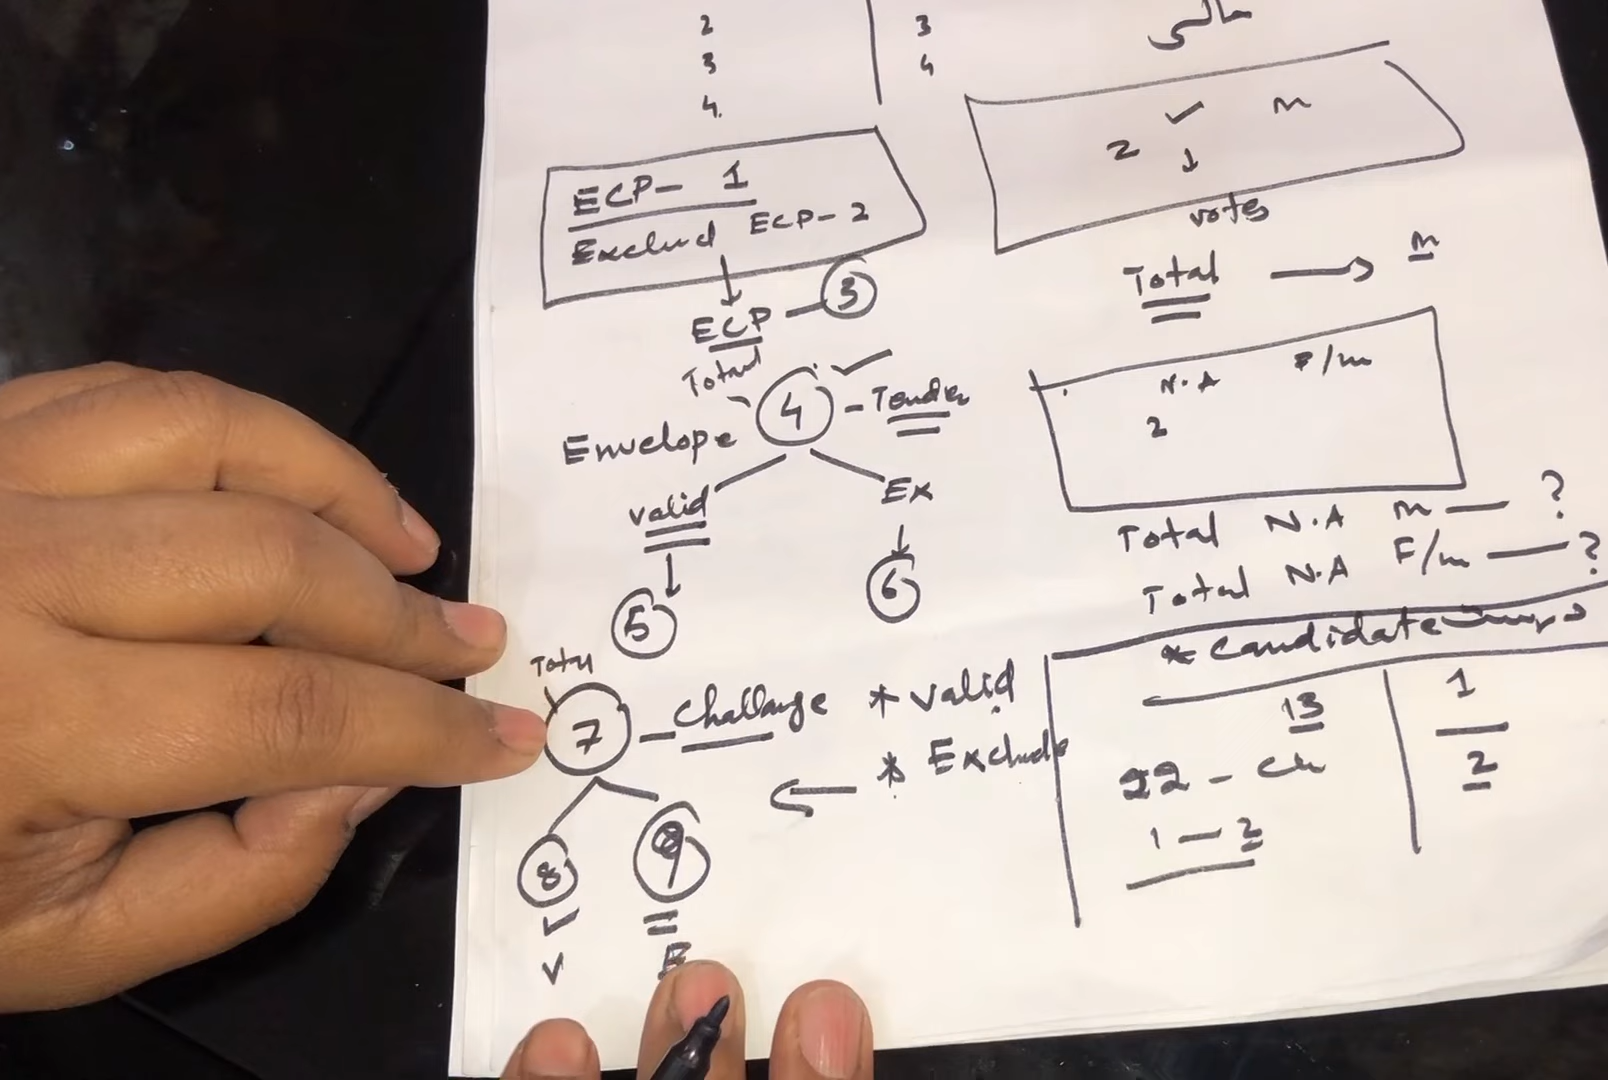 2 3
3 4
4.
ECP- 1
Exclud ECP-2
ECP - 3
Total
Envelope 4 - Tender
valid Ex
5 6
Total
7 - Challange * valid
* Exclude
8 9
V E
2 ✓ m
↓
votes
Total → m
N.A F/m
2
Total N.A m — ?
Total N.A F/m — ?
* Candidate
13 1
22 - Ch 2
1 - 2